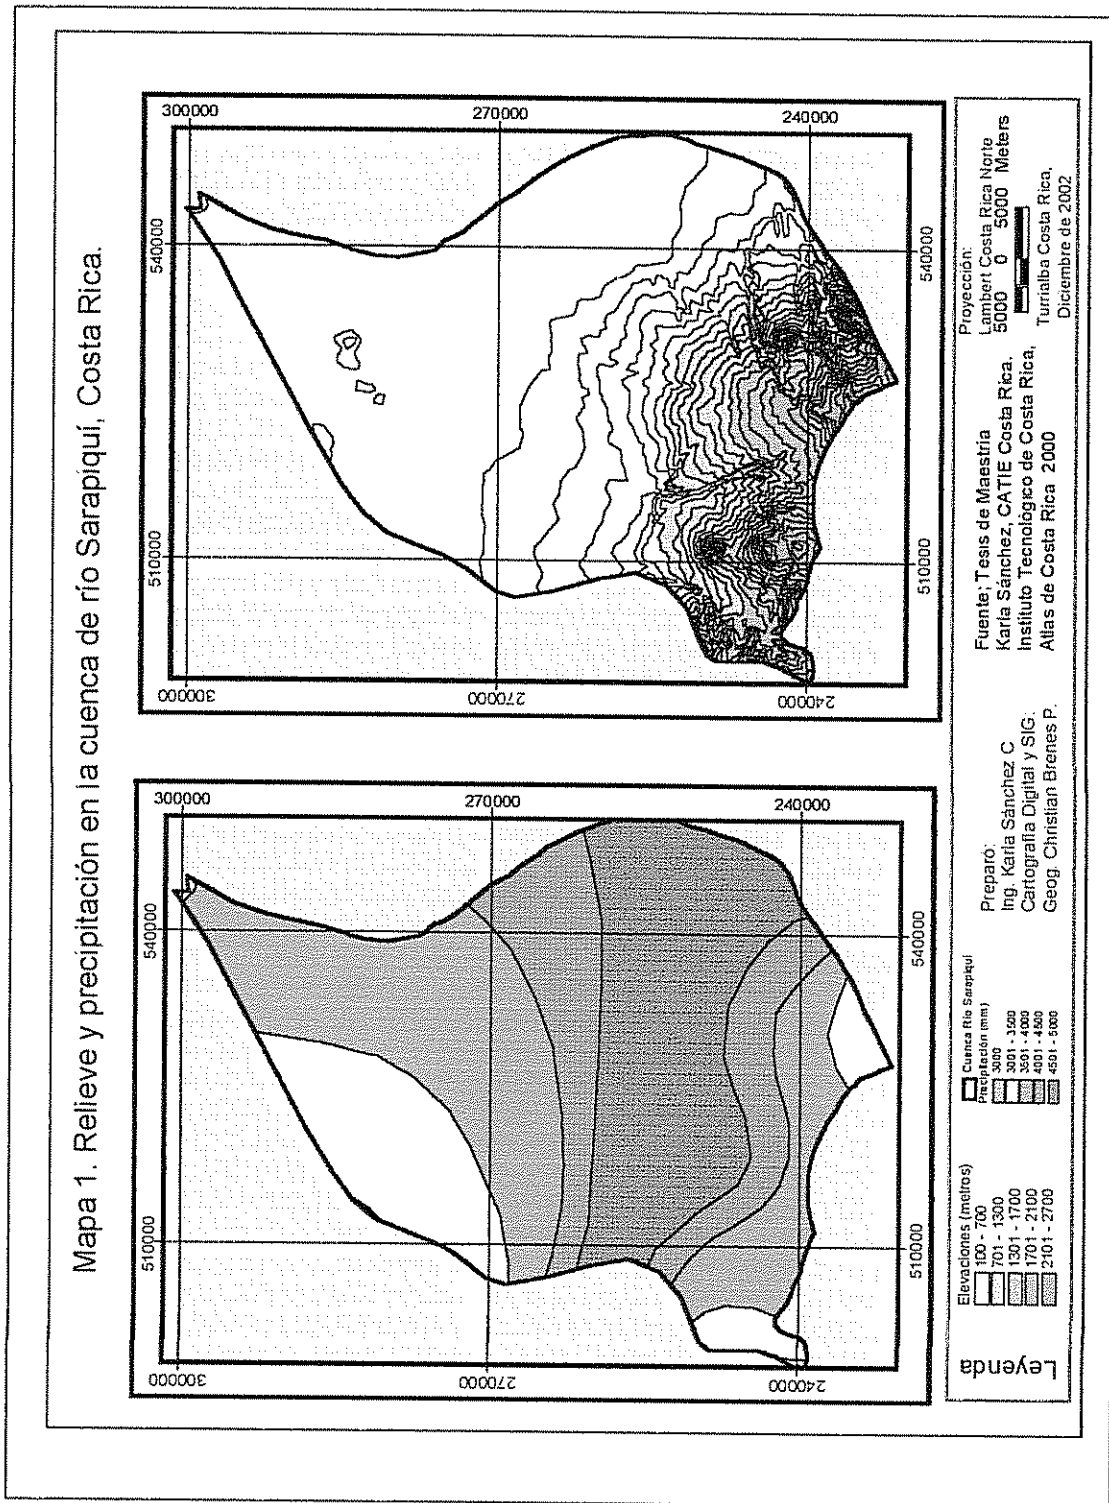 Mapa 1. Relieve y precipitación en la cuenca de río Sarapiquí, Costa Rica.
510000
540000
300000
300000
270000
270000
240000
240000
510000
540000
510000
540000
300000
300000
270000
270000
240000
240000
510000
540000
Leyenda
Elevaciones (metros)
100 - 700
701 - 1300
1301 - 1700
1701 - 2100
2101 - 2700
Cuenca Río Sarapiquí
Precipitación (mm)
3000
3001 - 3500
3501 - 4000
4001 - 4500
4501 - 5000
Preparó:
Ing. Karla Sánchez C
Cartografía Digital y SIG:
Geog. Christian Brenes P.
Fuente; Tesis de Maestria
Karla Sánchez, CATIE Costa Rica.
Instituto Tecnológico de Costa Rica,
Atlas de Costa Rica 2000
Proyección:
Lambert Costa Rica Norte
5000 0 5000 Meters
Turrialba Costa Rica,
Diciembre de 2002